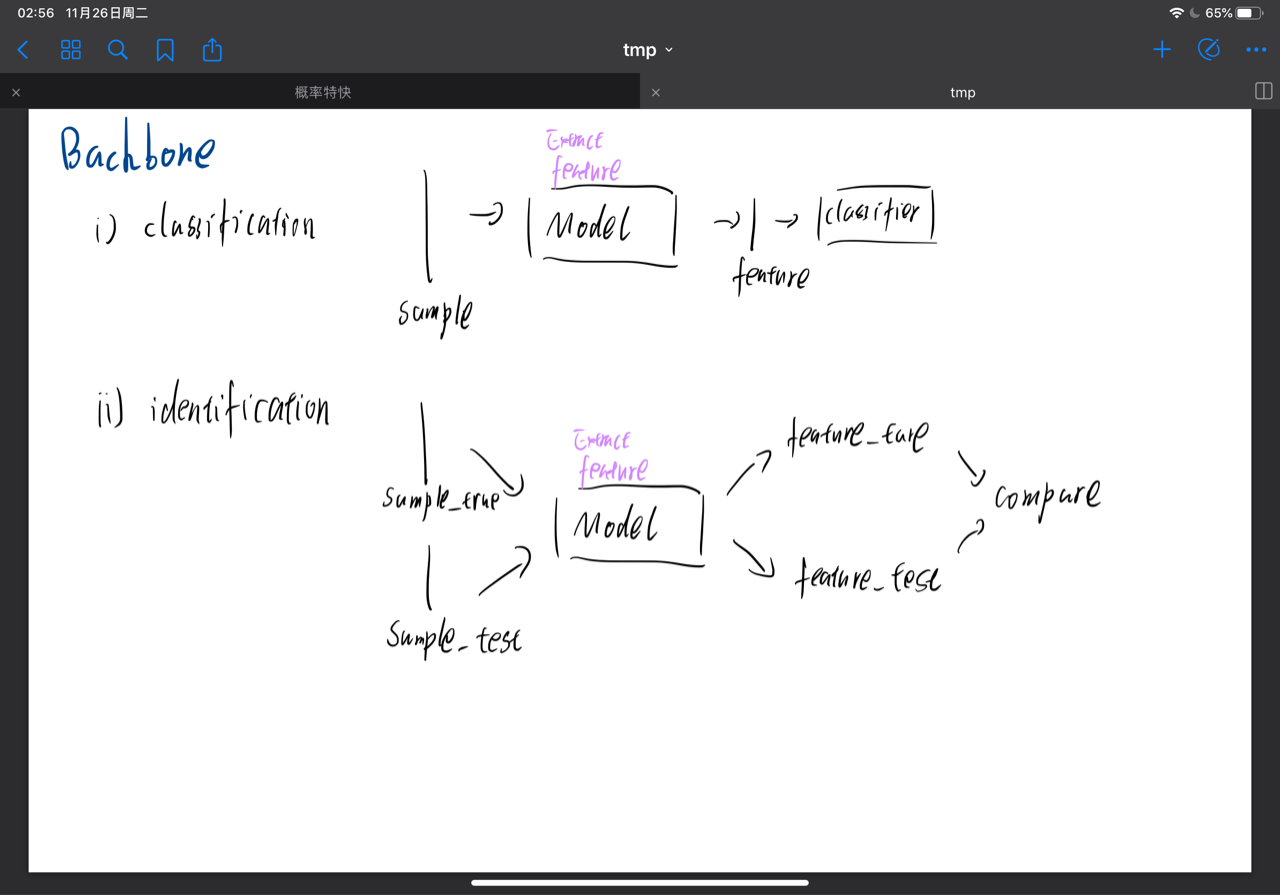 02:56 11月26日周二
65%
tmp
概率特快
tmp
Backbone
Extract
feature
i) classification
Model
classifier
feature
sample
ii) identification
Extract
feature
feature_ture
sample_true
Model
compare
feature_test
Sample_test